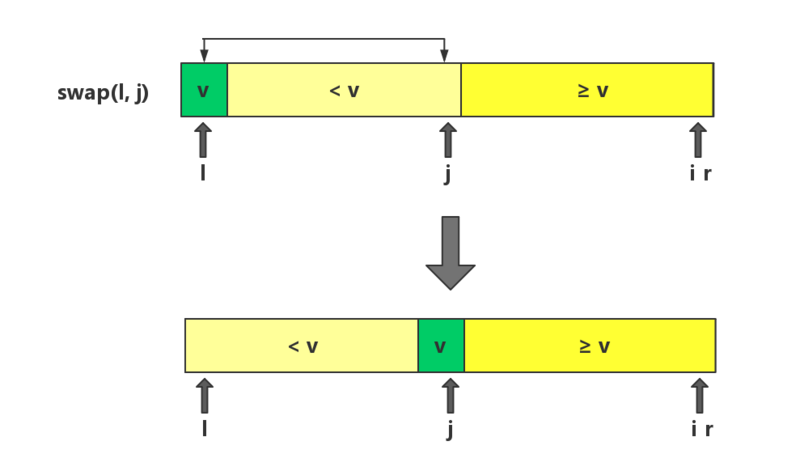 swap(l, j) v < v ≥ v
l j i r
< v v ≥ v
l j i r